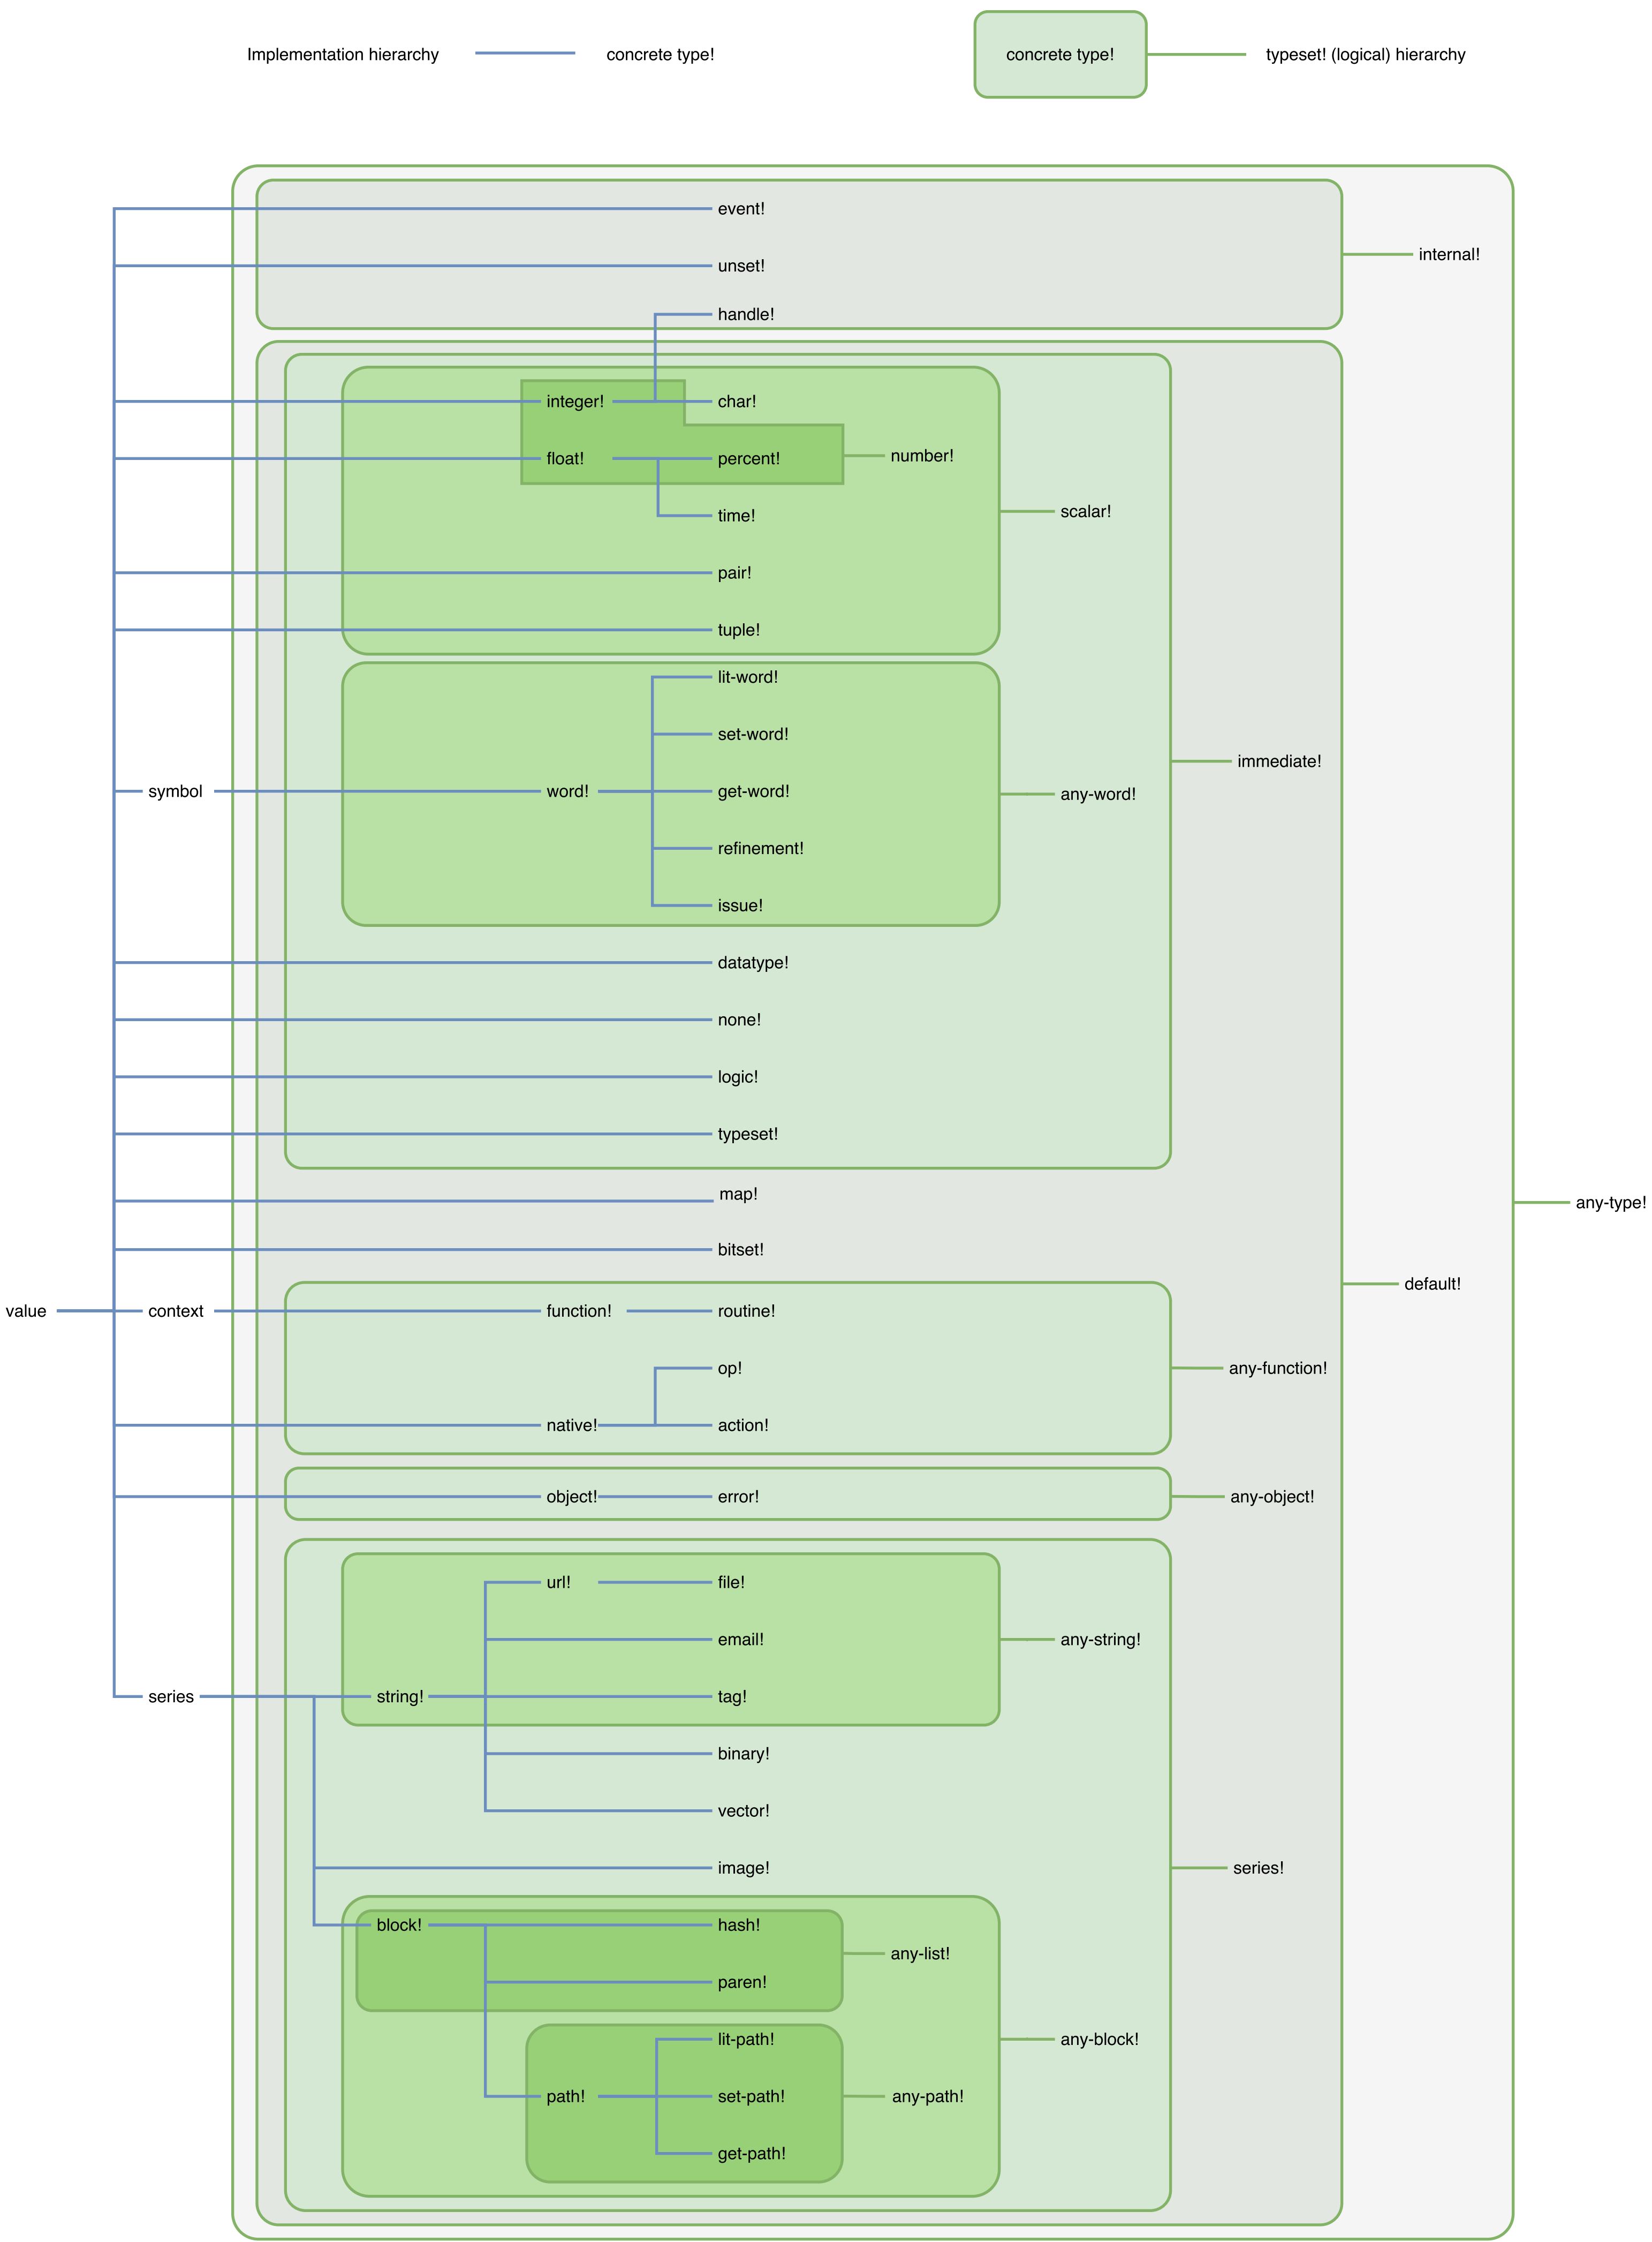 Implementation hierarchy
concrete type!
concrete type!
typeset! (logical) hierarchy
event!
internal!
unset!
handle!
integer!
char!
number!
float!
percent!
scalar!
time!
pair!
tuple!
lit-word!
set-word!
immediate!
symbol
word!
get-word!
any-word!
refinement!
issue!
datatype!
none!
logic!
typeset!
map!
any-type!
bitset!
default!
value
context
function!
routine!
op!
any-function!
native!
action!
object!
error!
any-object!
url!
file!
email!
any-string!
series
string!
tag!
binary!
vector!
image!
series!
block!
hash!
any-list!
paren!
lit-path!
any-block!
path!
set-path!
any-path!
get-path!